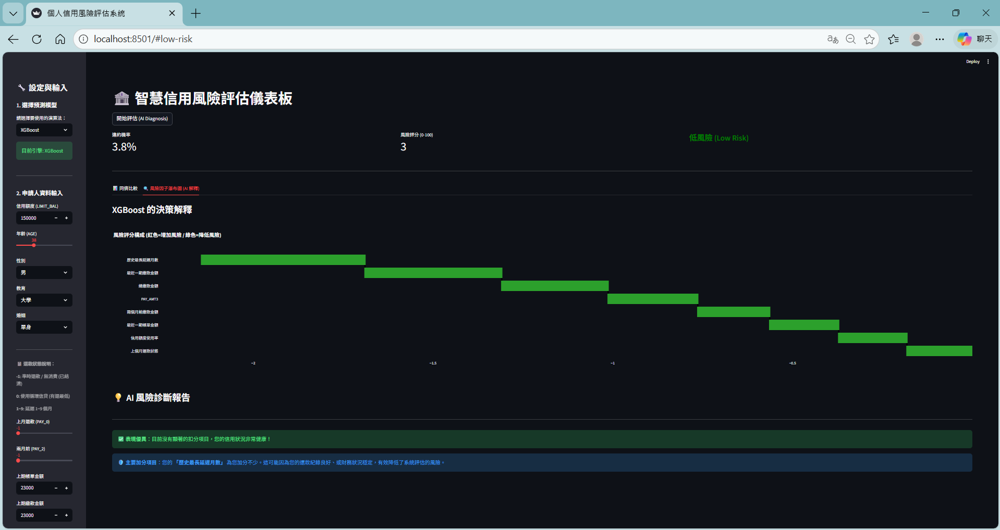 個人信用風險評估系統
localhost:8501/#low-risk
聊天
Deploy
設定與輸入
1. 選擇預測模型
請選擇要使用的演算法：
XGBoost
目前引擎: XGBoost
2. 申請人資料輸入
信用額度 (LIMIT_BAL)
150000
年齡 (AGE)
38
性別
男
教育
大學
婚姻
單身
還款狀態說明：
-1: 準時還款 / 無消費 (已結
清)
0: 使用循環信貸 (有還最低)
1~9: 延遲 1~9 個月
上月還款 (PAY_0)
-1
兩月前 (PAY_2)
-1
上期帳單金額
23000
上期繳款金額
23000
智慧信用風險評估儀表板
開始評估 (AI Diagnosis)
違約機率
3.8%
風險評分 (0-100)
3
低風險 (Low Risk)
同儕比較
風險因子瀑布圖 (AI 解釋)
XGBoost 的決策解釋
風險評分構成 (紅色=增加風險 / 綠色=降低風險)
歷史最長延遲月數
最近一期繳款金額
總繳款金額
PAY_AMT3
兩個月前繳款金額
最近一期帳單金額
信用額度使用率
上個月還款狀態
−2
−1.5
−1
−0.5
AI 風險診斷報告
表現優異：目前沒有顯著的扣分項目，您的信用狀況非常健康！
主要加分項目：您的 「歷史最長延遲月數」 為您加分不少。這可能因為您的還款紀錄良好、或財務狀況穩定，有效降低了系統評估的風險。